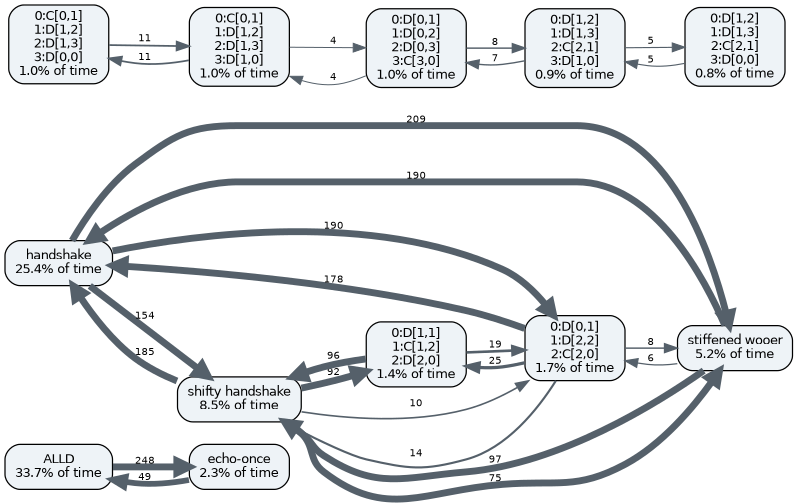 0:C[0,1]
1:D[1,2]
2:D[1,3]
3:D[0,0]
1.0% of time
11
11
0:C[0,1]
1:D[1,2]
2:D[1,3]
3:D[1,0]
1.0% of time
4
4
0:D[0,1]
1:D[0,2]
2:D[0,3]
3:C[3,0]
1.0% of time
8
7
0:D[1,2]
1:D[1,3]
2:C[2,1]
3:D[1,0]
0.9% of time
5
5
0:D[1,2]
1:D[1,3]
2:C[2,1]
3:D[0,0]
0.8% of time
209
190
190
178
handshake
25.4% of time
154
185
shifty handshake
8.5% of time
96
92
0:D[1,1]
1:C[1,2]
2:D[2,0]
1.4% of time
19
25
0:D[0,1]
1:D[2,2]
2:C[2,0]
1.7% of time
8
6
stiffened wooer
5.2% of time
10
14
97
75
ALLD
33.7% of time
248
49
echo-once
2.3% of time